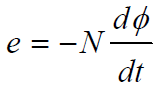 e = −N dϕ/dt